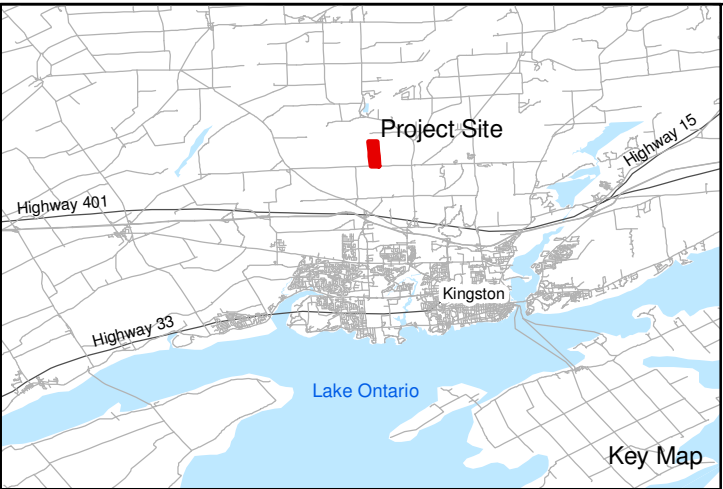 Project Site
Highway 15
Highway 401
Kingston
Highway 33
Lake Ontario
Key Map